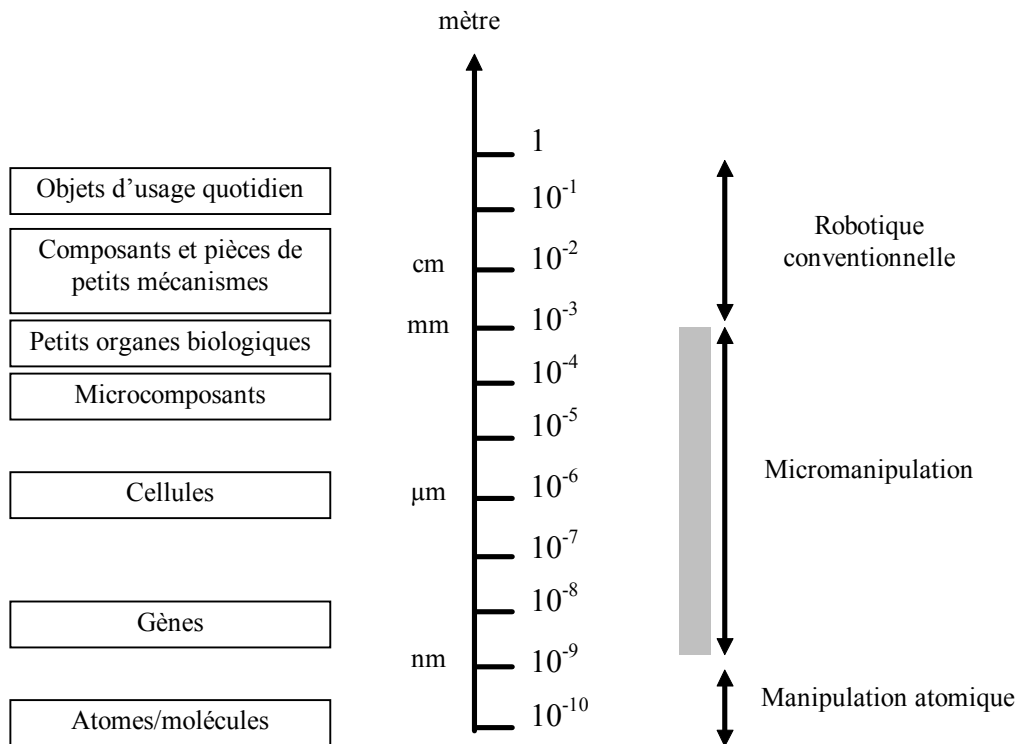 mètre
1
Objets d’usage quotidien
10⁻¹
Composants et pièces de
petits mécanismes
cm
10⁻²
Robotique
conventionnelle
mm
10⁻³
Petits organes biologiques
10⁻⁴
Microcomposants
10⁻⁵
Micromanipulation
Cellules
µm
10⁻⁶
10⁻⁷
10⁻⁸
Gènes
nm
10⁻⁹
Manipulation atomique
Atomes/molécules
10⁻¹⁰